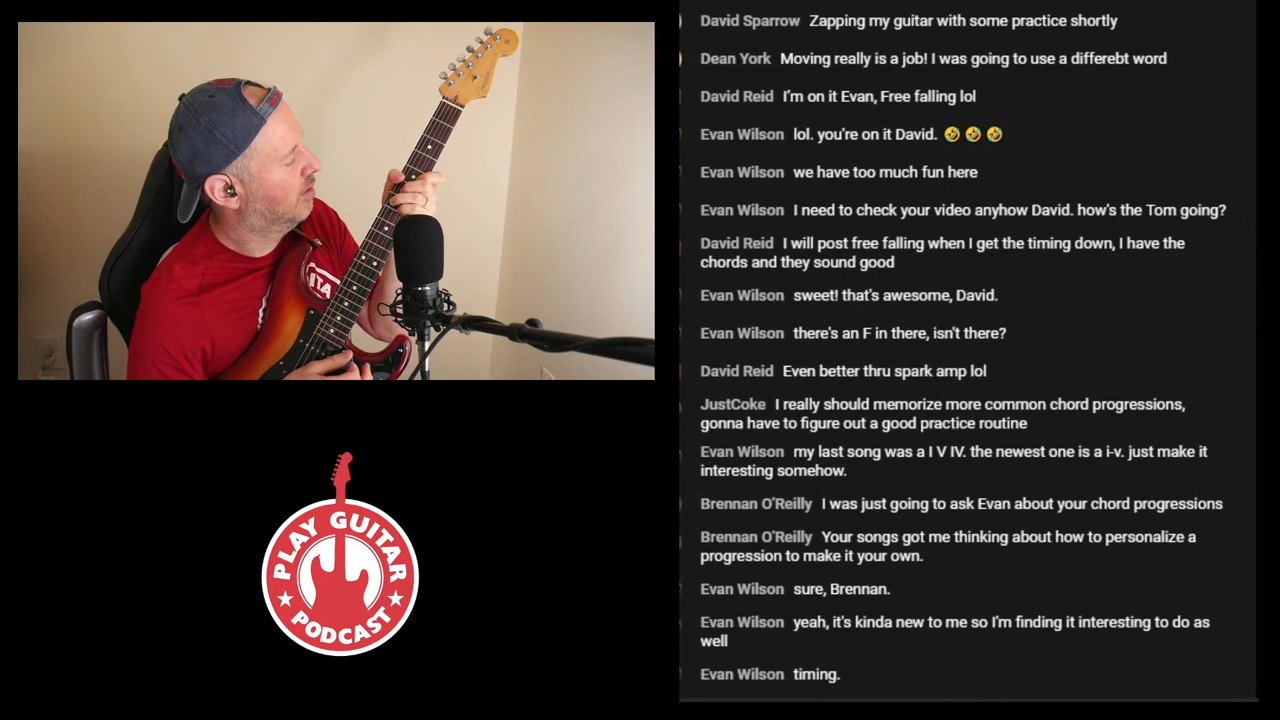 David Sparrow Zapping my guitar with some practice shortly
Dean York Moving really is a job! I was going to use a differebt word
David Reid I'm on it Evan, Free falling lol
Evan Wilson lol. you're on it David. 🤣 🤣 🤣
Evan Wilson we have too much fun here
Evan Wilson I need to check your video anyhow David. how's the Tom going?
David Reid I will post free falling when I get the timing down, I have the
chords and they sound good
Evan Wilson sweet! that's awesome, David.
Evan Wilson there's an F in there, isn't there?
David Reid Even better thru spark amp lol
JustCoke I really should memorize more common chord progressions,
gonna have to figure out a good practice routine
Evan Wilson my last song was a I V IV. the newest one is a i-v. just make it
interesting somehow.
Brennan O'Reilly I was just going to ask Evan about your chord progressions
Brennan O'Reilly Your songs got me thinking about how to personalize a
progression to make it your own.
Evan Wilson sure, Brennan.
Evan Wilson yeah, it's kinda new to me so I'm finding it interesting to do as
well
Evan Wilson timing.
ITA
PLAY GUITAR
PODCAST